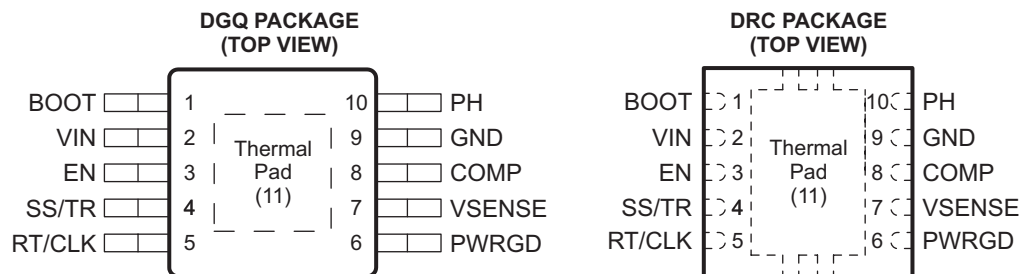 DGQ PACKAGE
(TOP VIEW)
BOOT 1 10 PH
VIN 2 9 GND
EN 3 8 COMP
SS/TR 4 7 VSENSE
RT/CLK 5 6 PWRGD
Thermal
Pad
(11)
DRC PACKAGE
(TOP VIEW)
BOOT 1 10 PH
VIN 2 9 GND
EN 3 8 COMP
SS/TR 4 7 VSENSE
RT/CLK 5 6 PWRGD
Thermal
Pad
(11)